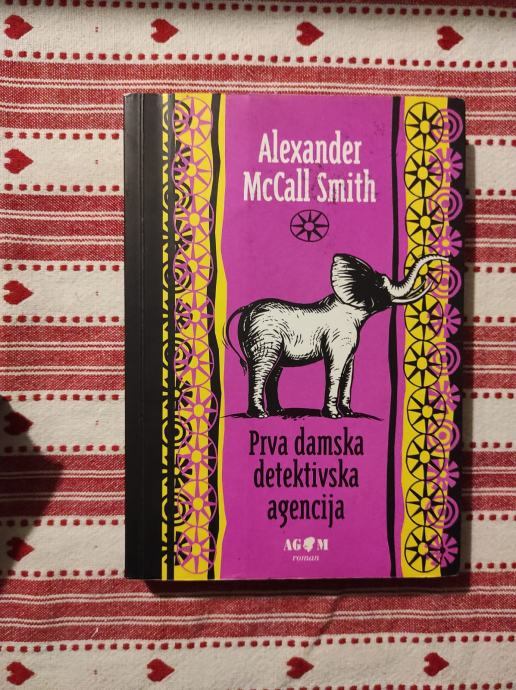 Alexander
McCall Smith
Prva damska
detektivska
agencija
AGM
roman